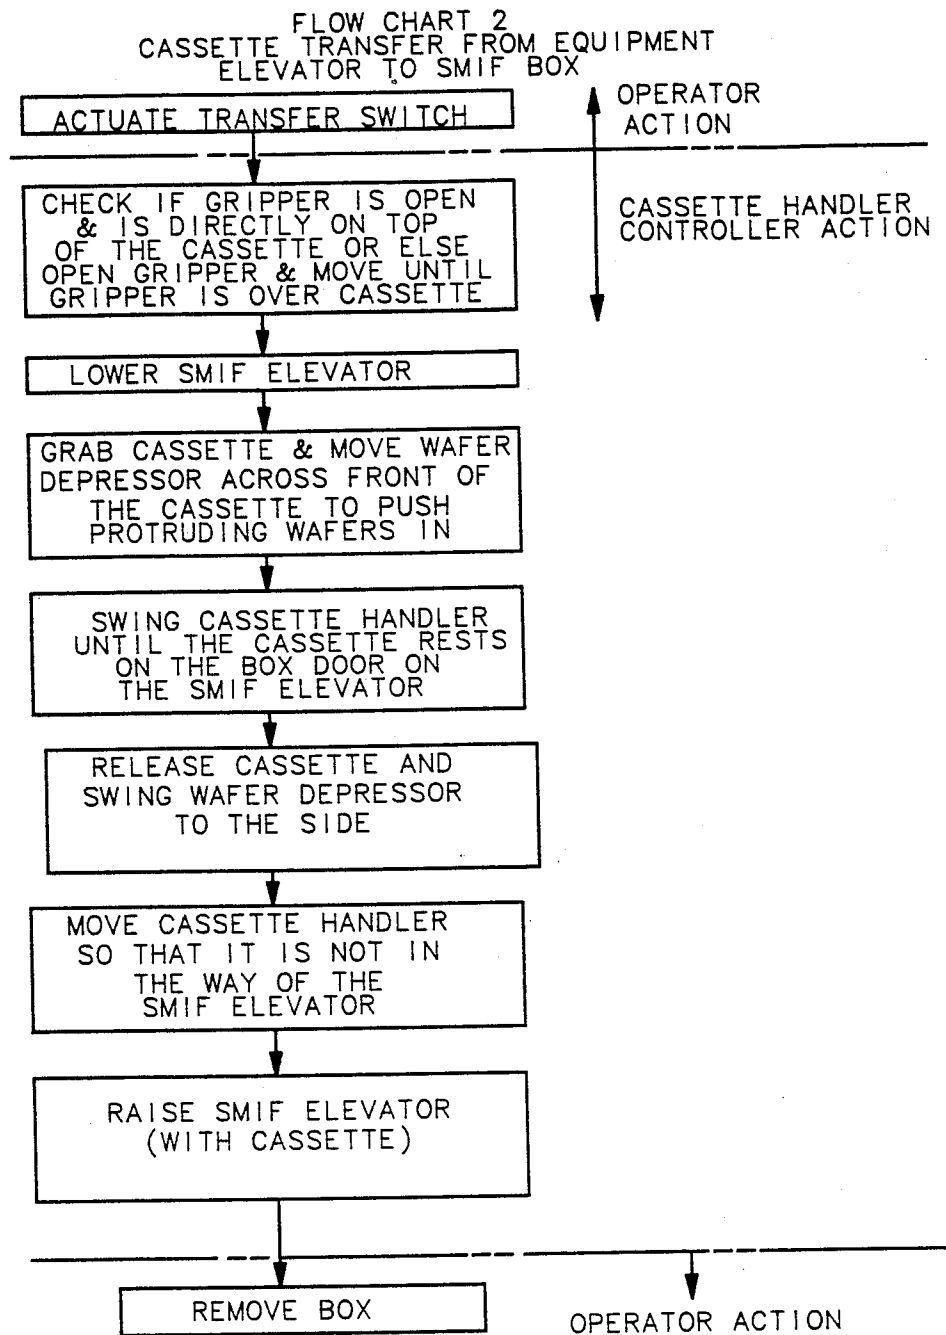 FLOW CHART 2
CASSETTE TRANSFER FROM EQUIPMENT
ELEVATOR TO SMIF BOX
ACTUATE TRANSFER SWITCH
OPERATOR
ACTION
CHECK IF GRIPPER IS OPEN
& IS DIRECTLY ON TOP
OF THE CASSETTE OR ELSE
OPEN GRIPPER & MOVE UNTIL
GRIPPER IS OVER CASSETTE
CASSETTE HANDLER
CONTROLLER ACTION
LOWER SMIF ELEVATOR
GRAB CASSETTE & MOVE WAFER
DEPRESSOR ACROSS FRONT OF
THE CASSETTE TO PUSH
PROTRUDING WAFERS IN
SWING CASSETTE HANDLER
UNTIL THE CASSETTE RESTS
ON THE BOX DOOR ON
THE SMIF ELEVATOR
RELEASE CASSETTE AND
SWING WAFER DEPRESSOR
TO THE SIDE
MOVE CASSETTE HANDLER
SO THAT IT IS NOT IN
THE WAY OF THE
SMIF ELEVATOR
RAISE SMIF ELEVATOR
(WITH CASSETTE)
REMOVE BOX
OPERATOR ACTION